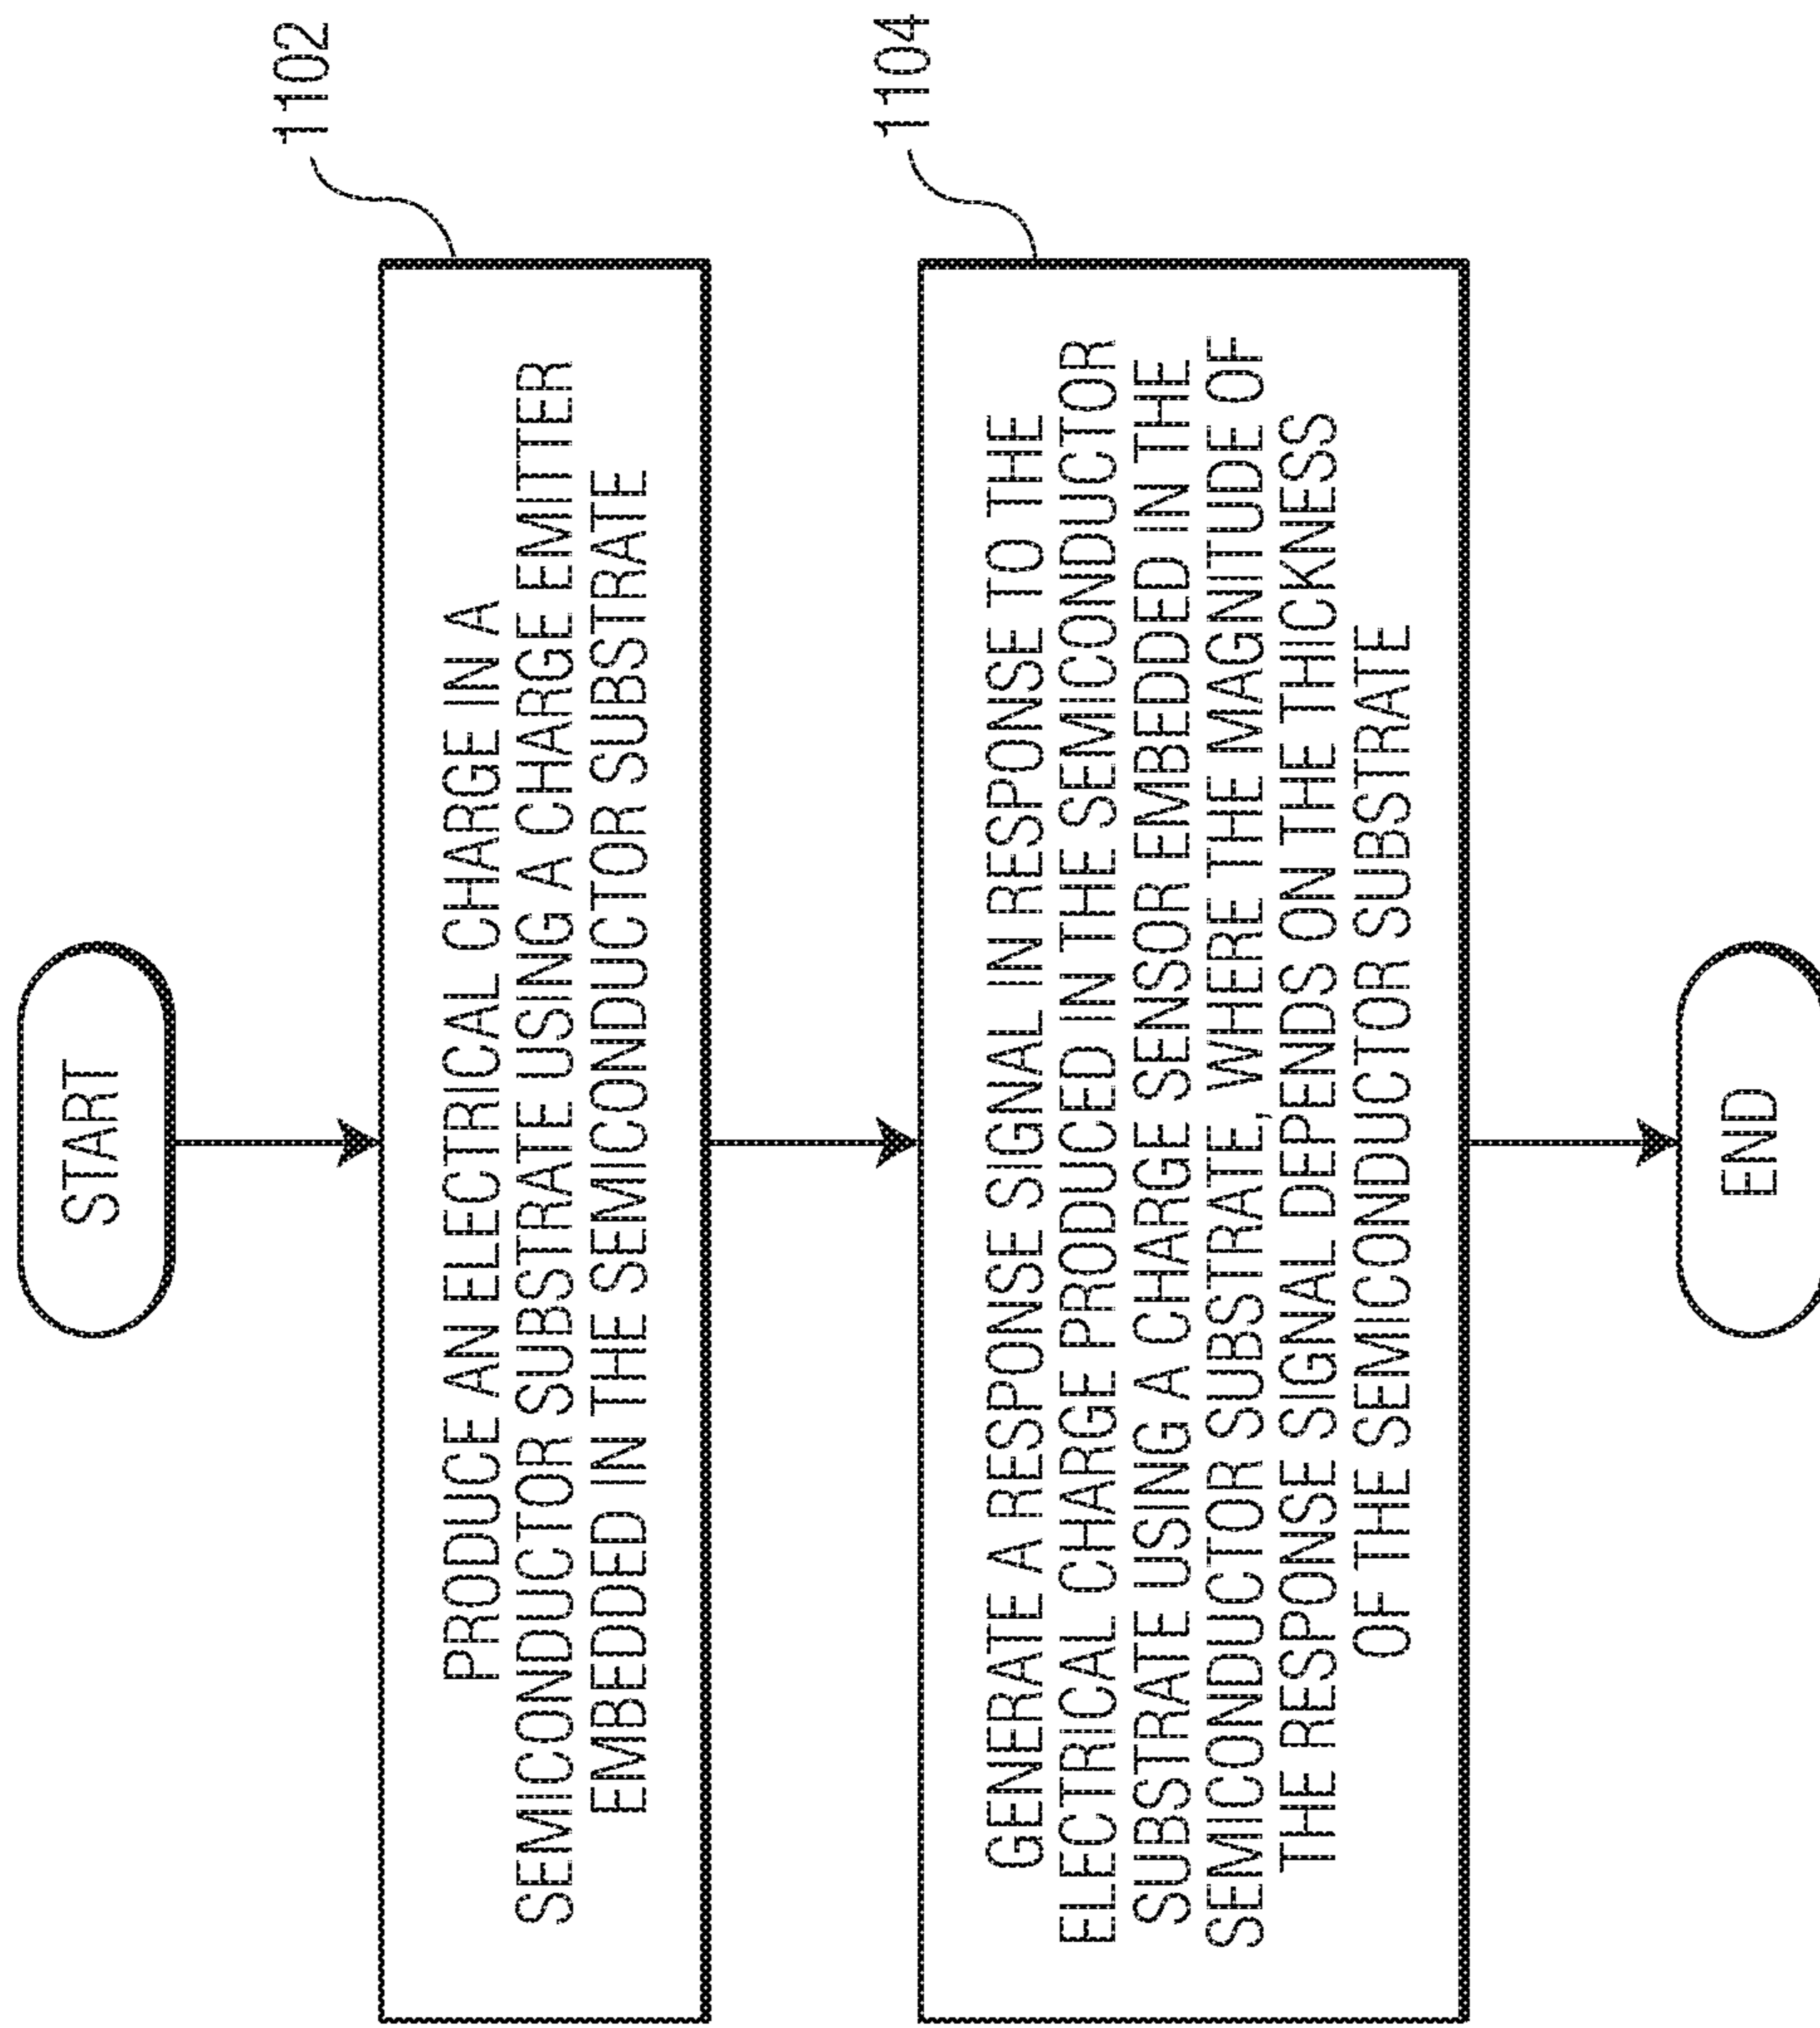 START
1102
PRODUCE AN ELECTRICAL CHARGE IN A
SEMICONDUCTOR SUBSTRATE USING A CHARGE EMITTER
EMBEDDED IN THE SEMICONDUCTOR SUBSTRATE
1104
GENERATE A RESPONSE SIGNAL IN RESPONSE TO THE
ELECTRICAL CHARGE PRODUCED IN THE SEMICONDUCTOR
SUBSTRATE USING A CHARGE SENSOR EMBEDDED IN THE
SEMICONDUCTOR SUBSTRATE, WHERE THE MAGNITUDE OF
THE RESPONSE SIGNAL DEPENDS ON THE THICKNESS
OF THE SEMICONDUCTOR SUBSTRATE
END